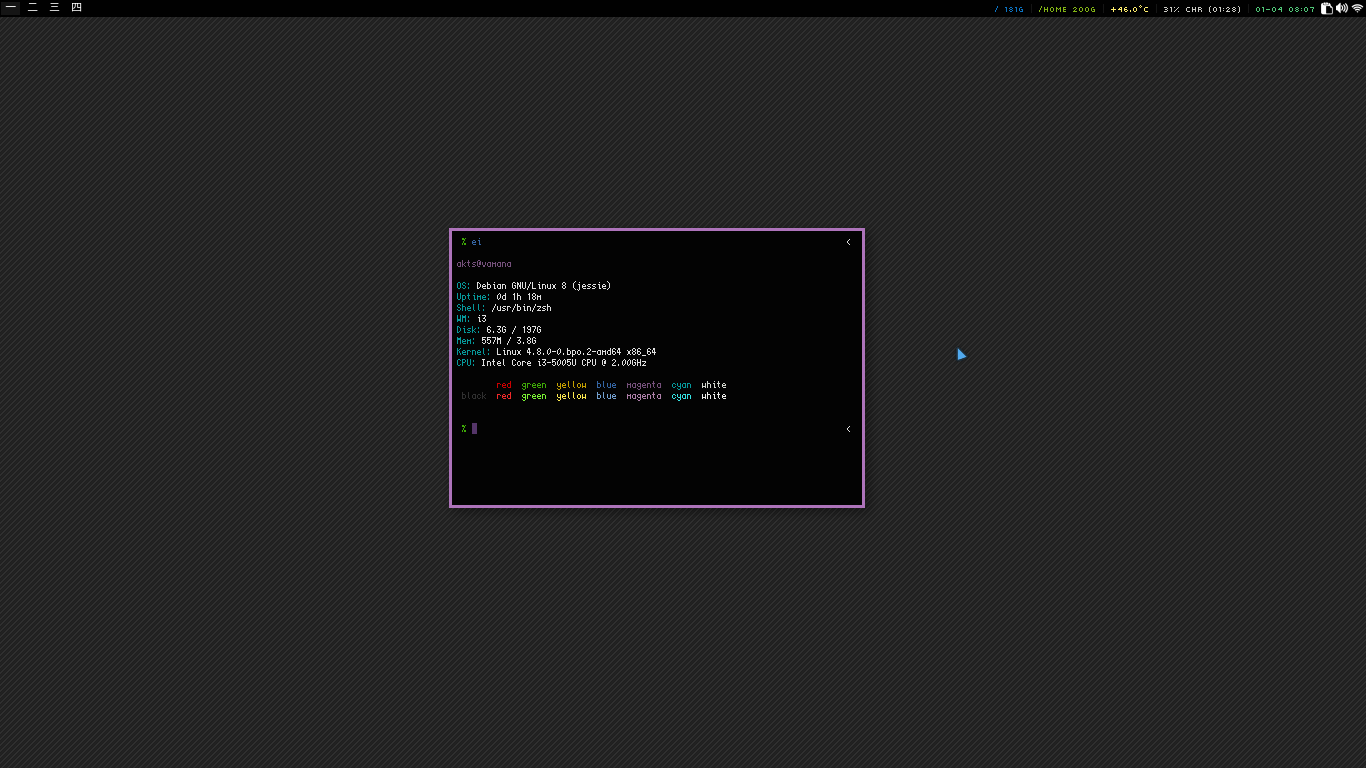 一 二 三 四 / 181G /HOME 200G +46.0°C 31% CHR (01:28) 01-04 08:07
% ei <
akts@vamana
OS: Debian GNU/Linux 8 (jessie)
Uptime: 0d 1h 18m
Shell: /usr/bin/zsh
WM: i3
Disk: 6.3G / 197G
Mem: 557M / 3.8G
Kernel: Linux 4.8.0-0.bpo.2-amd64 x86_64
CPU: Intel Core i3-5005U CPU @ 2.00GHz
red green yellow blue magenta cyan white
black red green yellow blue magenta cyan white
% <